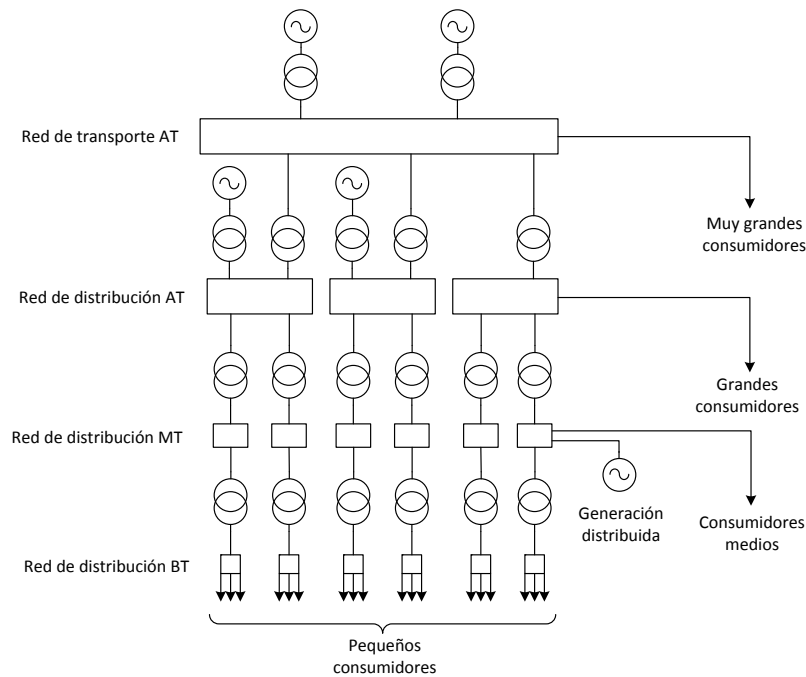 Red de transporte AT
Muy grandes
consumidores
Red de distribución AT
Grandes
consumidores
Red de distribución MT
Generación
distribuida
Consumidores
medios
Red de distribución BT
Pequeños
consumidores